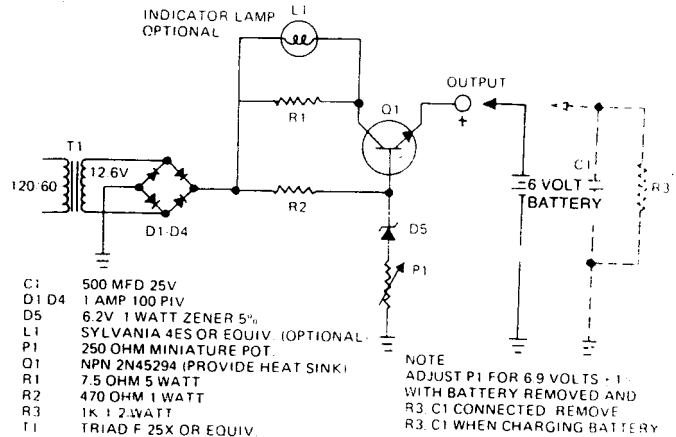 INDICATOR LAMP L1
OPTIONAL
OUTPUT
R1
Q1
+
T1
12.6V
C1
120/60
6 VOLT
BATTERY
R3
R2
D1-D4
D5
P1
C1 500 MFD 25V
D1 D4 1 AMP 100 PIV
D5 6.2V 1 WATT ZENER 5%
L1 SYLVANIA 4ES OR EQUIV. (OPTIONAL
P1 250 OHM MINIATURE POT.
Q1 NPN 2N45294 (PROVIDE HEAT SINK)
R1 7.5 OHM 5 WATT
R2 470 OHM 1 WATT
R3 1K 1 2-WATT
T1 TRIAD F 25X OR EQUIV.
NOTE
ADJUST P1 FOR 6.9 VOLTS
WITH BATTERY REMOVED AND
R3, C1 CONNECTED REMOVE
R3, C1 WHEN CHARGING BATTERY